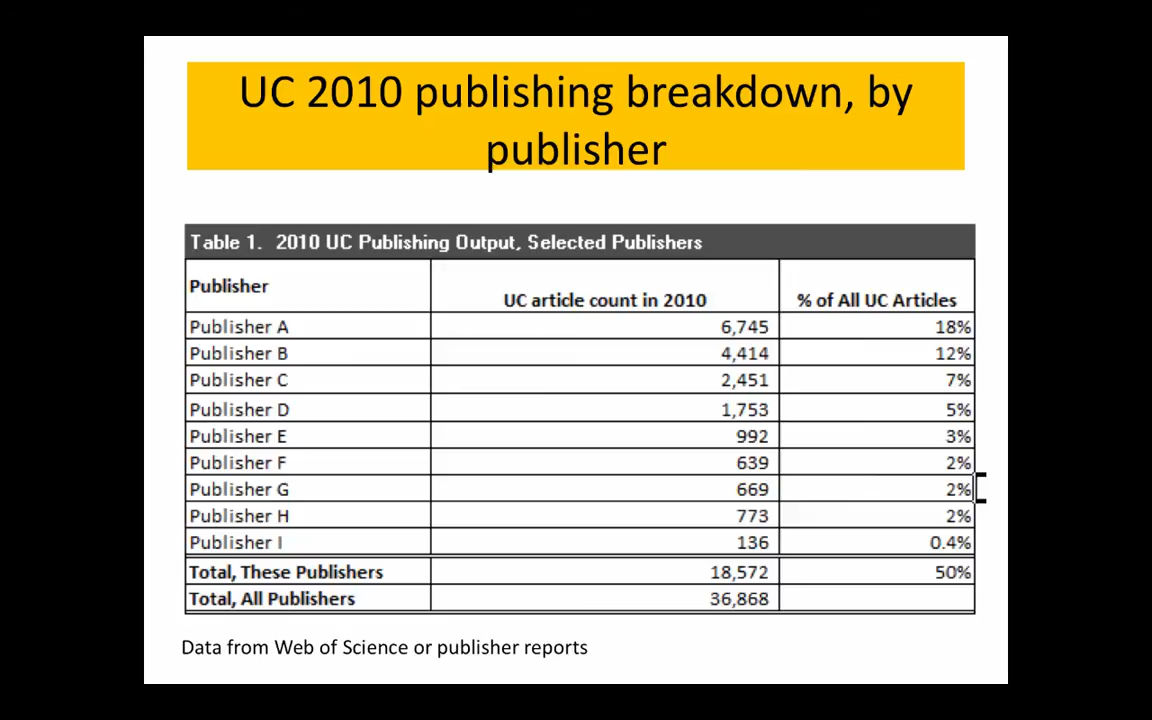 UC 2010 publishing breakdown, by
publisher
Table 1. 2010 UC Publishing Output, Selected Publishers
Publisher UC article count in 2010 % of All UC Articles
Publisher A 6,745 18%
Publisher B 4,414 12%
Publisher C 2,451 7%
Publisher D 1,753 5%
Publisher E 992 3%
Publisher F 639 2%
Publisher G 669 2%
Publisher H 773 2%
Publisher I 136 0.4%
Total, These Publishers 18,572 50%
Total, All Publishers 36,868
Data from Web of Science or publisher reports